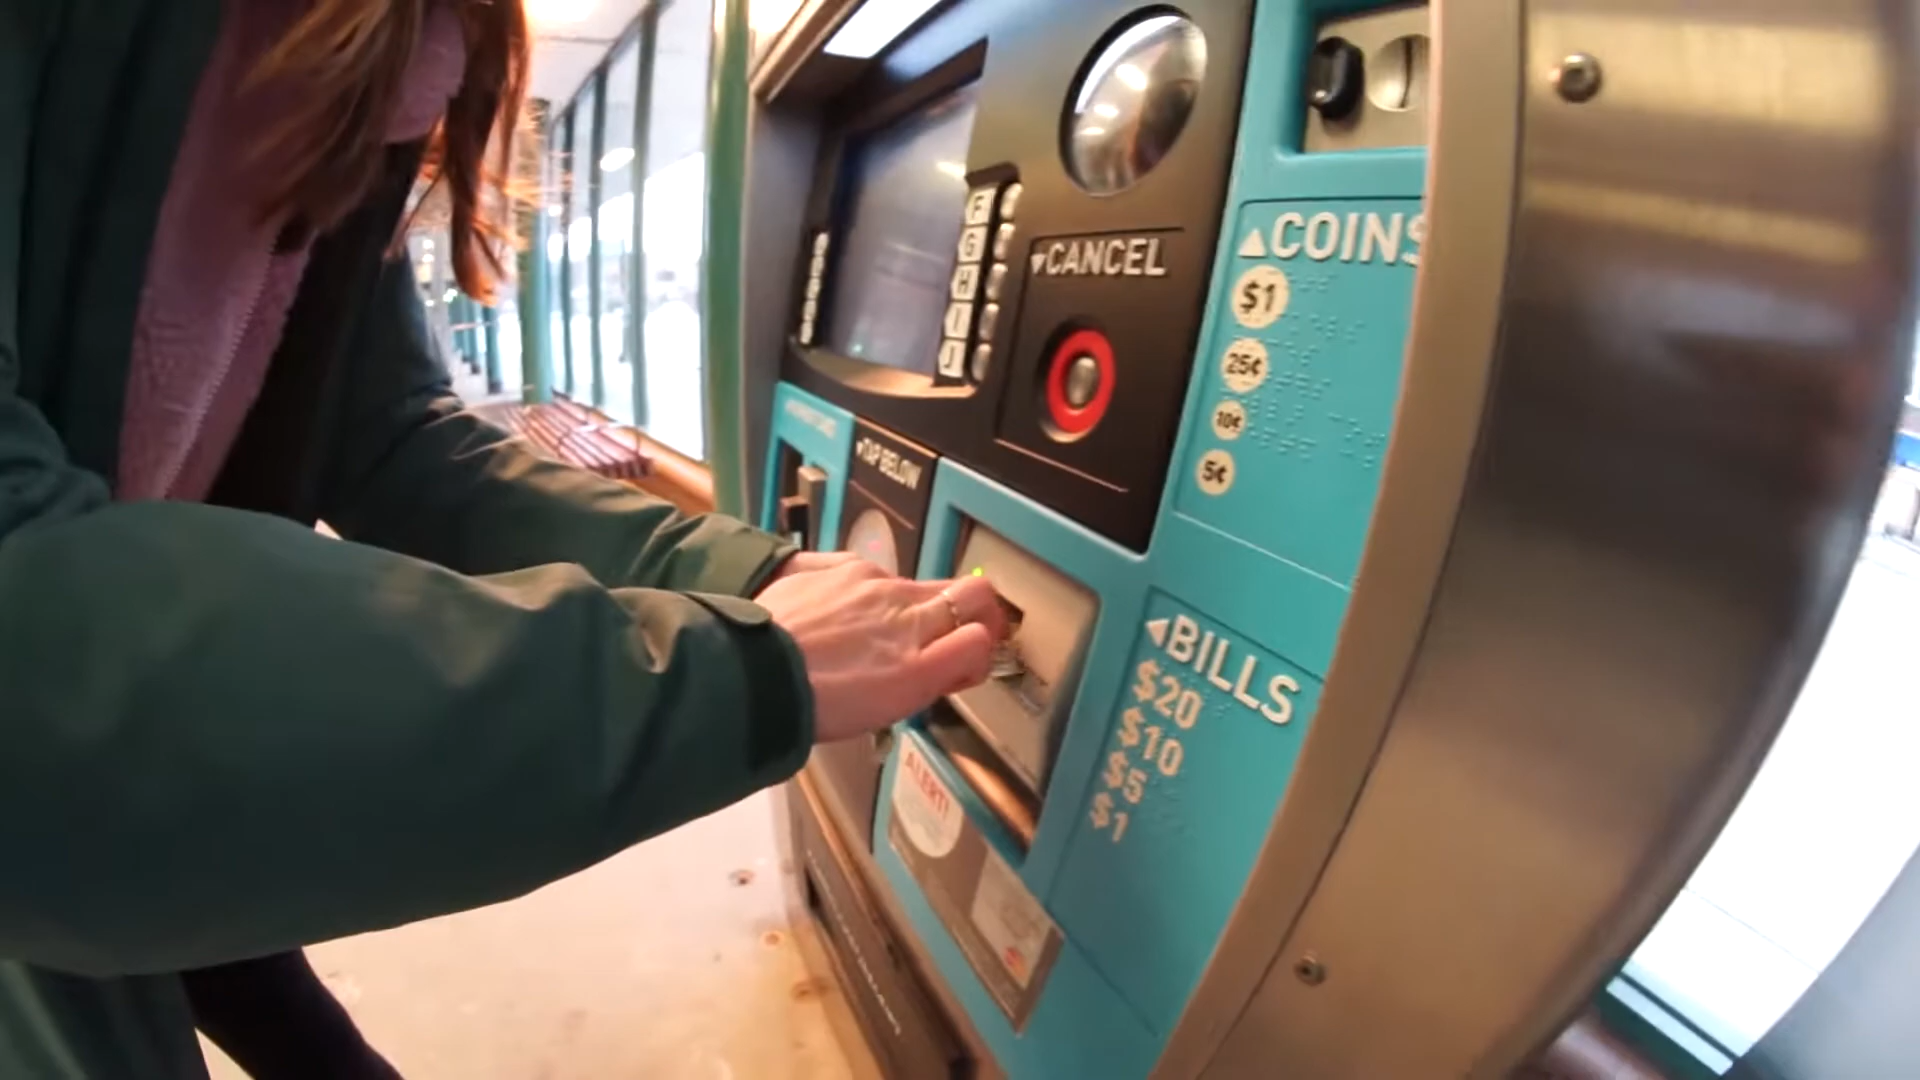 F
G
H
I
J
CANCEL
COINS
$1
25¢
10¢
5¢
TAP BELOW
BILLS
$20
$10
$5
$1
ALERT!